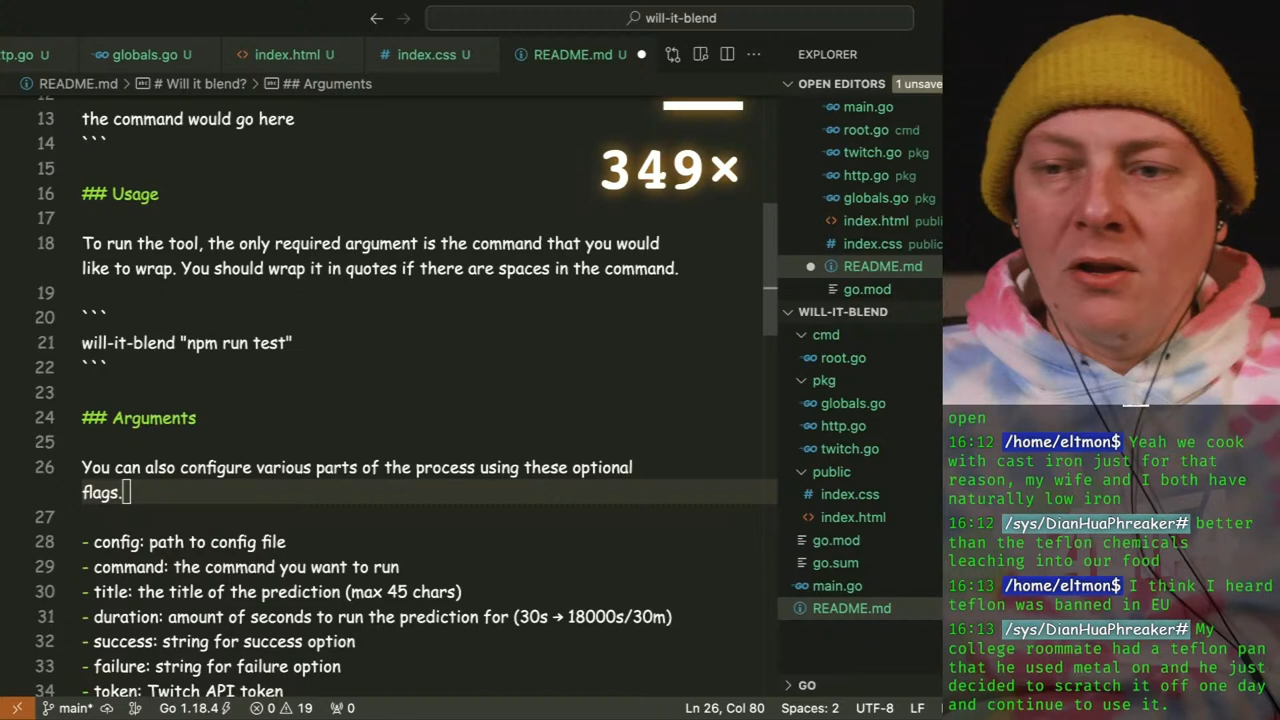 will-it-blend
tp.go U
globals.go U
index.html U
index.css U
README.md U
README.md > # Will it blend? > ## Arguments
12
13 the command would go here
14 ```
15
16 ## Usage
17
18 To run the tool, the only required argument is the command that you would
like to wrap. You should wrap it in quotes if there are spaces in the command.
19
20 ```
21 will-it-blend "npm run test"
22 ```
23
24 ## Arguments
25
26 You can also configure various parts of the process using these optional
flags.
27
28 - config: path to config file
29 - command: the command you want to run
30 - title: the title of the prediction (max 45 chars)
31 - duration: amount of seconds to run the prediction for (30s → 18000s/30m)
32 - success: string for success option
33 - failure: string for failure option
34 - token: Twitch API token
349×
EXPLORER
OPEN EDITORS 1 unsave
main.go
root.go cmd
twitch.go pkg
http.go pkg
globals.go pkg
index.html publi
index.css public
README.md
go.mod
WILL-IT-BLEND
cmd
root.go
pkg
globals.go
http.go
twitch.go
public
index.css
index.html
go.mod
go.sum
main.go
README.md
GO
main* Go 1.18.4 0 19 0 Ln 26, Col 80 Spaces: 2 UTF-8 LF
open
16:12 /home/eltmon$ Yeah we cook
with cast iron just for that
reason, my wife and I both have
naturally low iron
16:12 /sys/DianHuaPhreaker# better
than the teflon chemicals
leaching into our food
16:13 /home/eltmon$ I think I heard
teflon was banned in EU
16:13 /sys/DianHuaPhreaker# My
college roommate had a teflon pan
that he used metal on and he just
decided to scratch it off one day
and continue to use it.